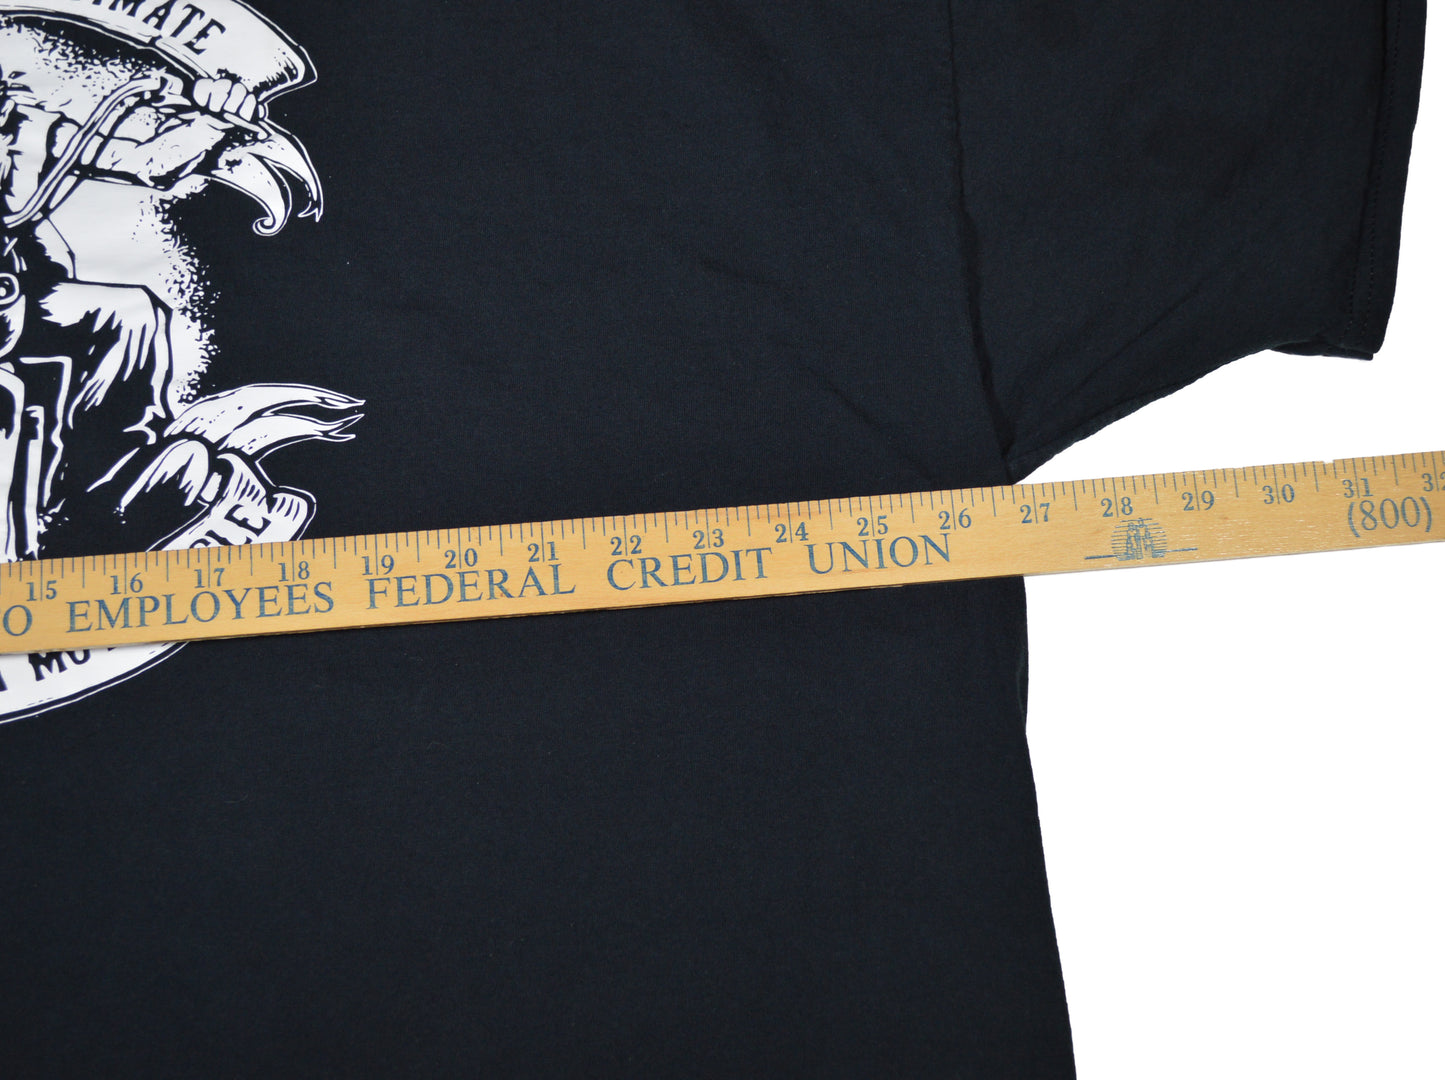 15 16 17 18 19 20 21 22 23 24 25 26 27 28 29 30 31
O EMPLOYEES FEDERAL CREDIT UNION (800)